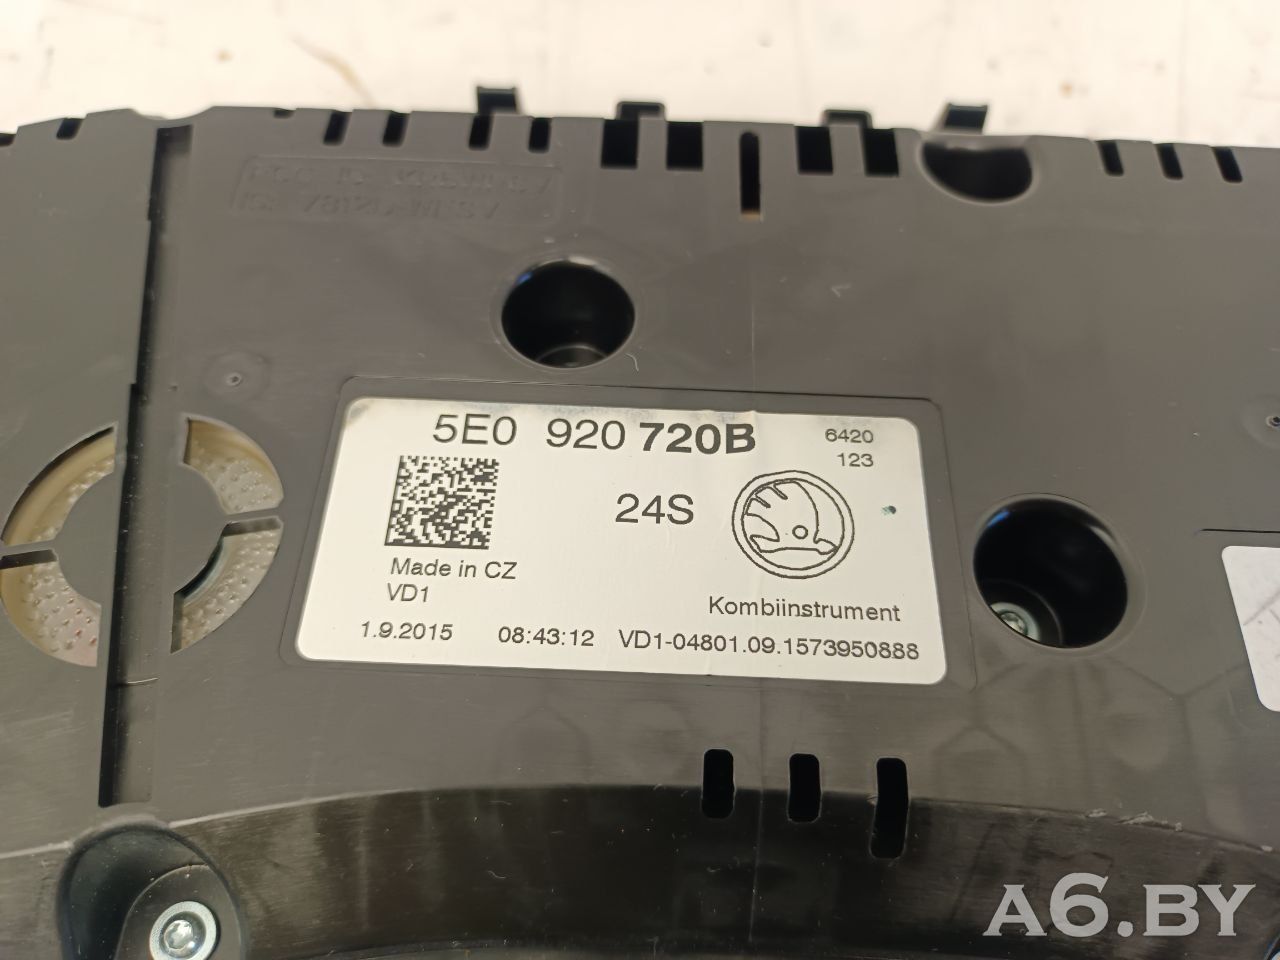 5E0 920 720B
6420
123
24S
Made in CZ
VD1
Kombiinstrument
1.9.2015 08:43:12 VD1-04801.09.1573950888
A6.BY